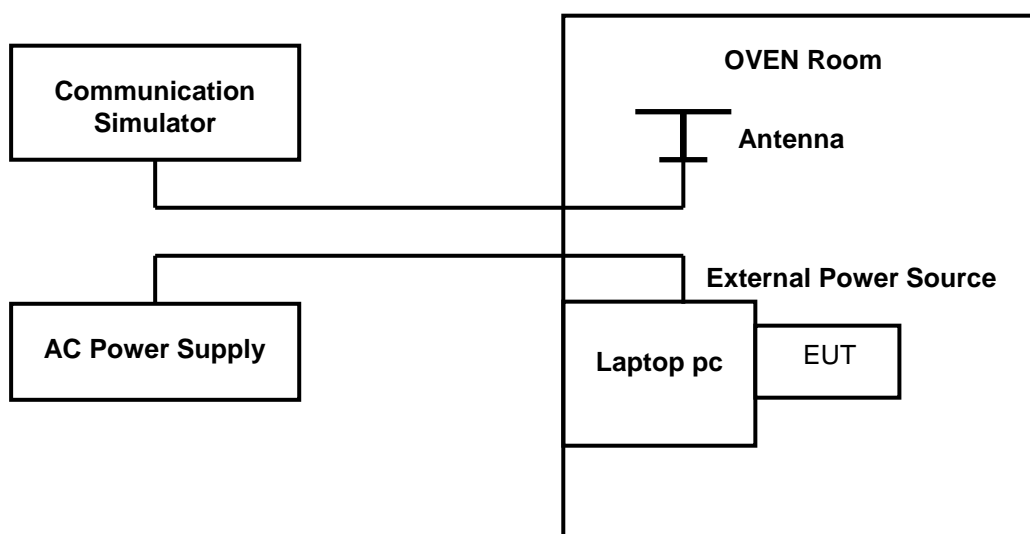 OVEN Room
Communication
Simulator
Antenna
External Power Source
AC Power Supply
Laptop pc
EUT